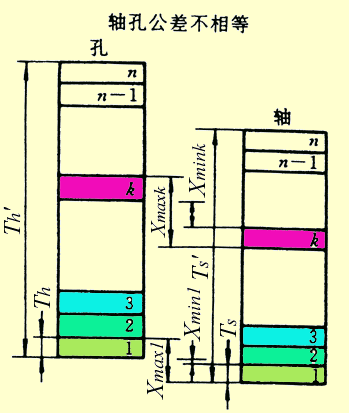 轴孔公差不相等
孔
n
n-1
k
3
2
1
Th'
Th
Xmaxk
Xmax1
轴
n
n-1
k
3
2
1
Xmink
Ts'
Xmin1
Ts